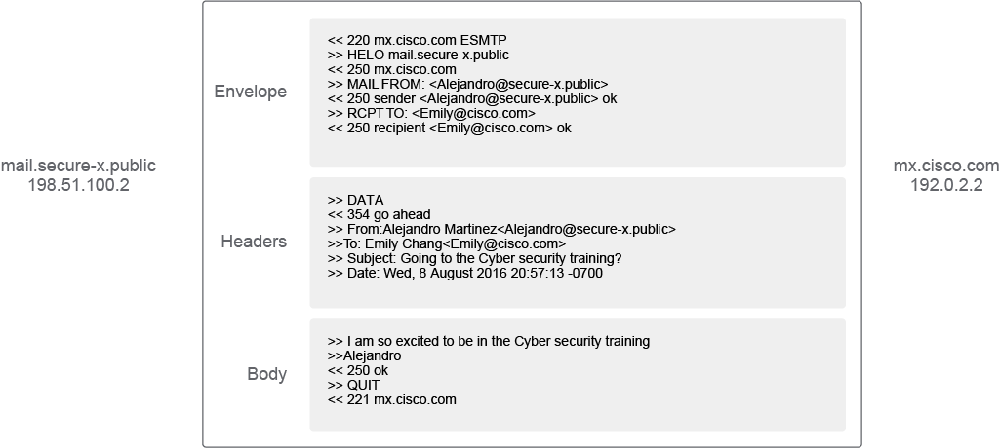 mail.secure-x.public
198.51.100.2
Envelope
<< 220 mx.cisco.com ESMTP
>> HELO mail.secure-x.public
<< 250 mx.cisco.com
>> MAIL FROM: <Alejandro@secure-x.public>
<< 250 sender <Alejandro@secure-x.public> ok
>> RCPT TO: <Emily@cisco.com>
<< 250 recipient <Emily@cisco.com> ok
Headers
>> DATA
<< 354 go ahead
>> From:Alejandro Martinez<Alejandro@secure-x.public>
>>To: Emily Chang<Emily@cisco.com>
>> Subject: Going to the Cyber security training?
>> Date: Wed, 8 August 2016 20:57:13 -0700
Body
>> I am so excited to be in the Cyber security training
>>Alejandro
<< 250 ok
>> QUIT
<< 221 mx.cisco.com
mx.cisco.com
192.0.2.2